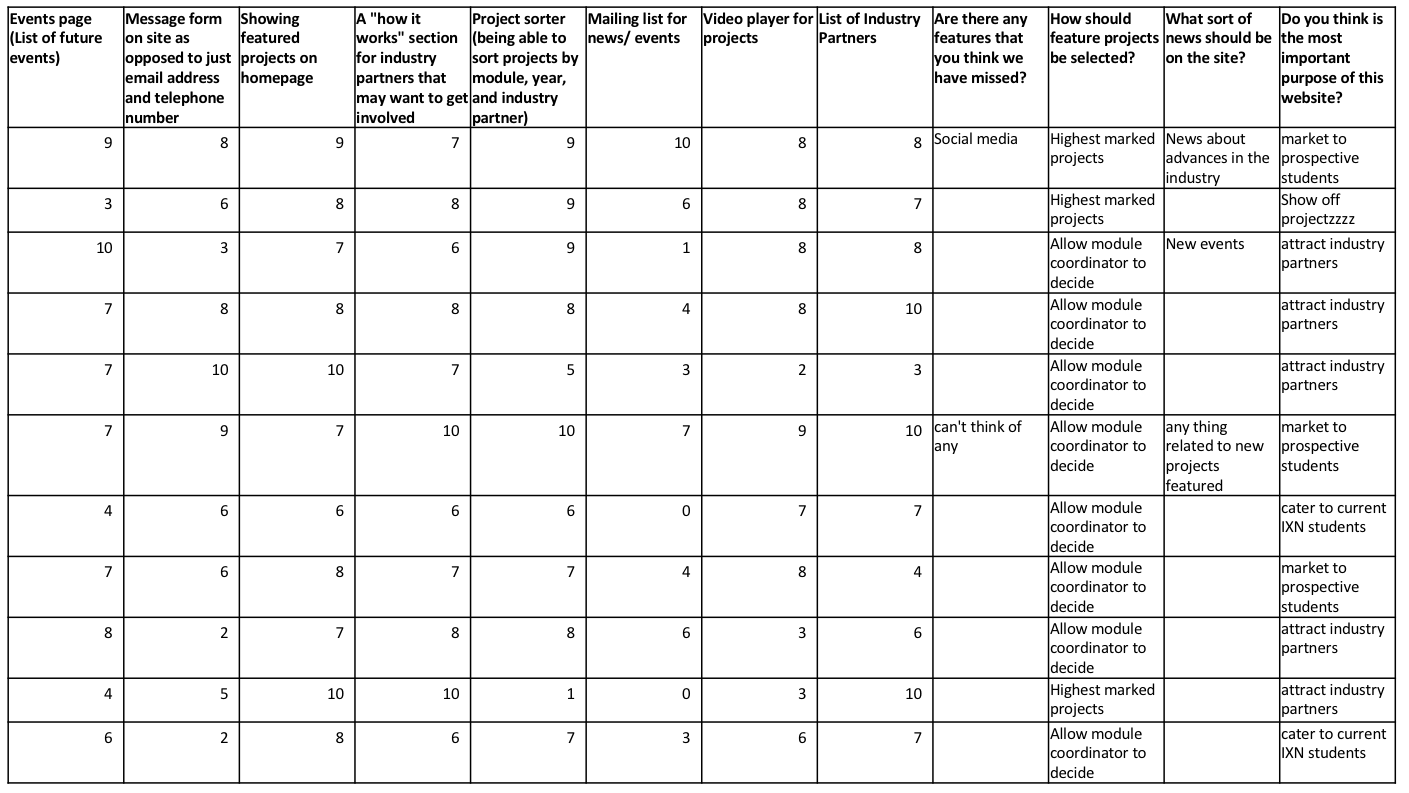 Events page
(List of future
events)
Message form
on site as
opposed to just
email address
and telephone
number
Showing
featured
projects on
homepage
A "how it
works" section
for industry
partners that
may want to get
involved
Project sorter
(being able to
sort projects by
module, year,
and industry
partner)
Mailing list for
news/ events
Video player for
projects
List of Industry
Partners
Are there any
features that
you think we
have missed?
How should
feature projects
be selected?
What sort of
news should be
on the site?
Do you think is
the most
important
purpose of this
website?
9
8
9
7
9
10
8
8
Social media
Highest marked
projects
News about
advances in the
industry
market to
prospective
students
3
6
8
8
9
6
8
7
Highest marked
projects
Show off
projectzzzz
10
3
7
6
9
1
8
8
Allow module
coordinator to
decide
New events
attract industry
partners
7
8
8
8
8
4
8
10
Allow module
coordinator to
decide
attract industry
partners
7
10
10
7
5
3
2
3
Allow module
coordinator to
decide
attract industry
partners
7
9
7
10
10
7
9
10
can't think of
any
Allow module
coordinator to
decide
any thing
related to new
projects
featured
market to
prospective
students
4
6
6
6
6
0
7
7
Allow module
coordinator to
decide
cater to current
IXN students
7
6
8
7
7
4
8
4
Allow module
coordinator to
decide
market to
prospective
students
8
2
7
8
8
6
3
6
Allow module
coordinator to
decide
attract industry
partners
4
5
10
10
1
0
3
10
Highest marked
projects
attract industry
partners
6
2
8
6
7
3
6
7
Allow module
coordinator to
decide
cater to current
IXN students